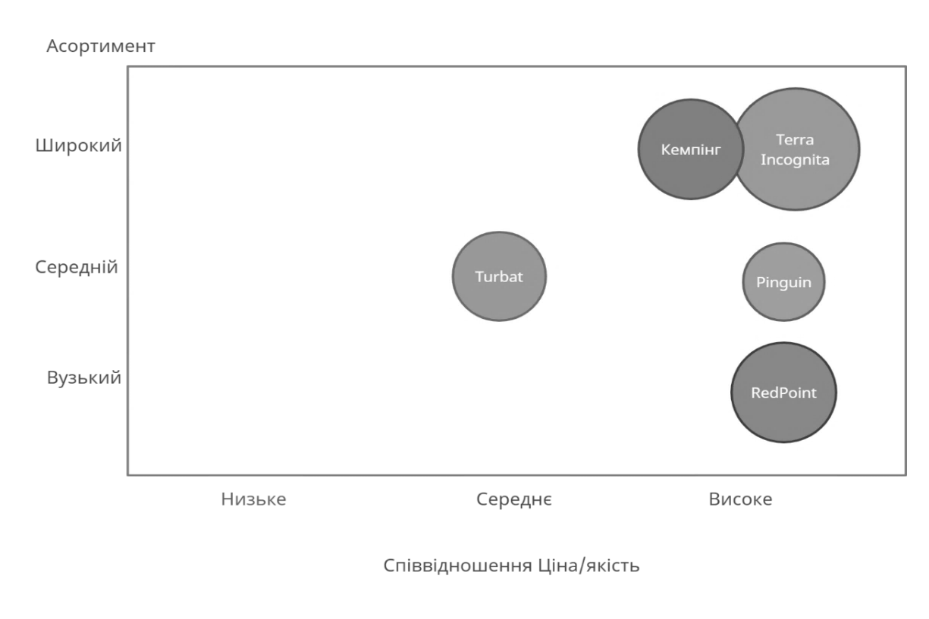 Асортимент
Широкий
Кемпінг
Terra
Incognita
Середній
Turbat
Pinguin
Вузький
RedPoint
Низьке
Середнє
Високе
Співвідношення Ціна/якість